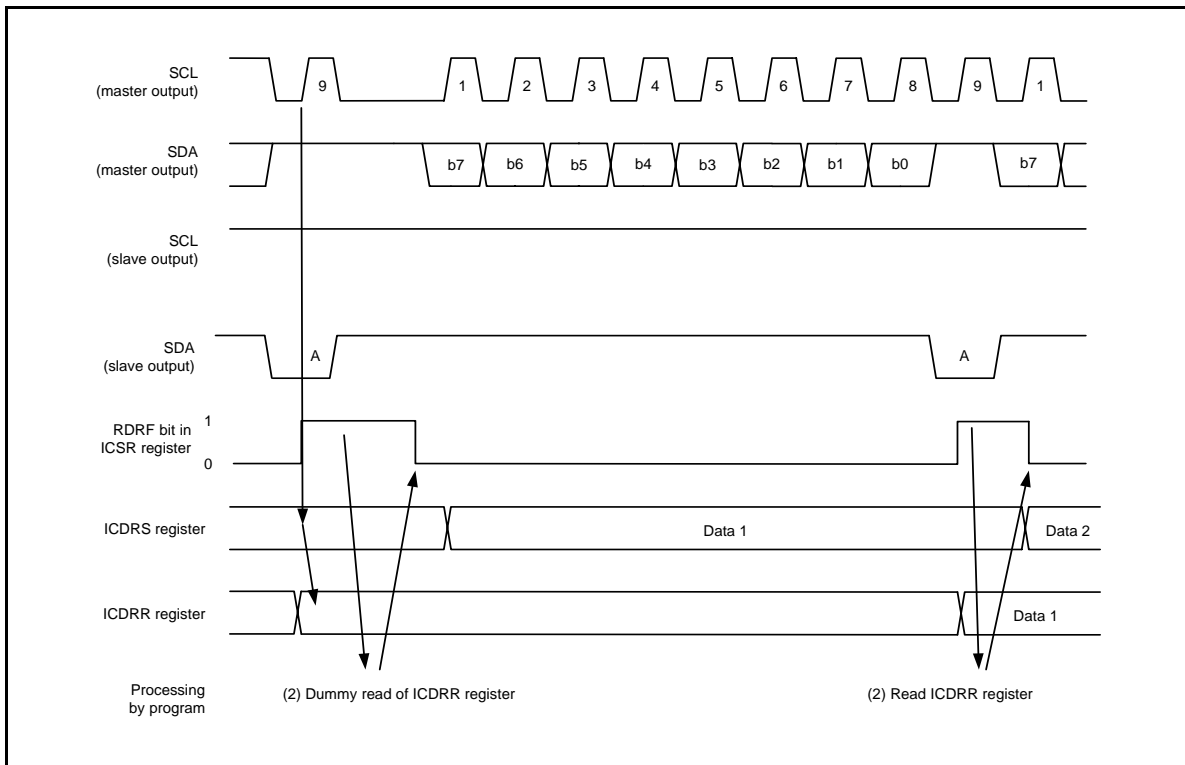 SCL
(master output)
9
1
2
3
4
5
6
7
8
9
1
SDA
(master output)
b7
b6
b5
b4
b3
b2
b1
b0
b7
SCL
(slave output)
SDA
(slave output)
A
A
RDRF bit in
ICSR register
1
0
ICDRS register
Data 1
Data 2
ICDRR register
Data 1
Processing
by program
(2) Dummy read of ICDRR register
(2) Read ICDRR register